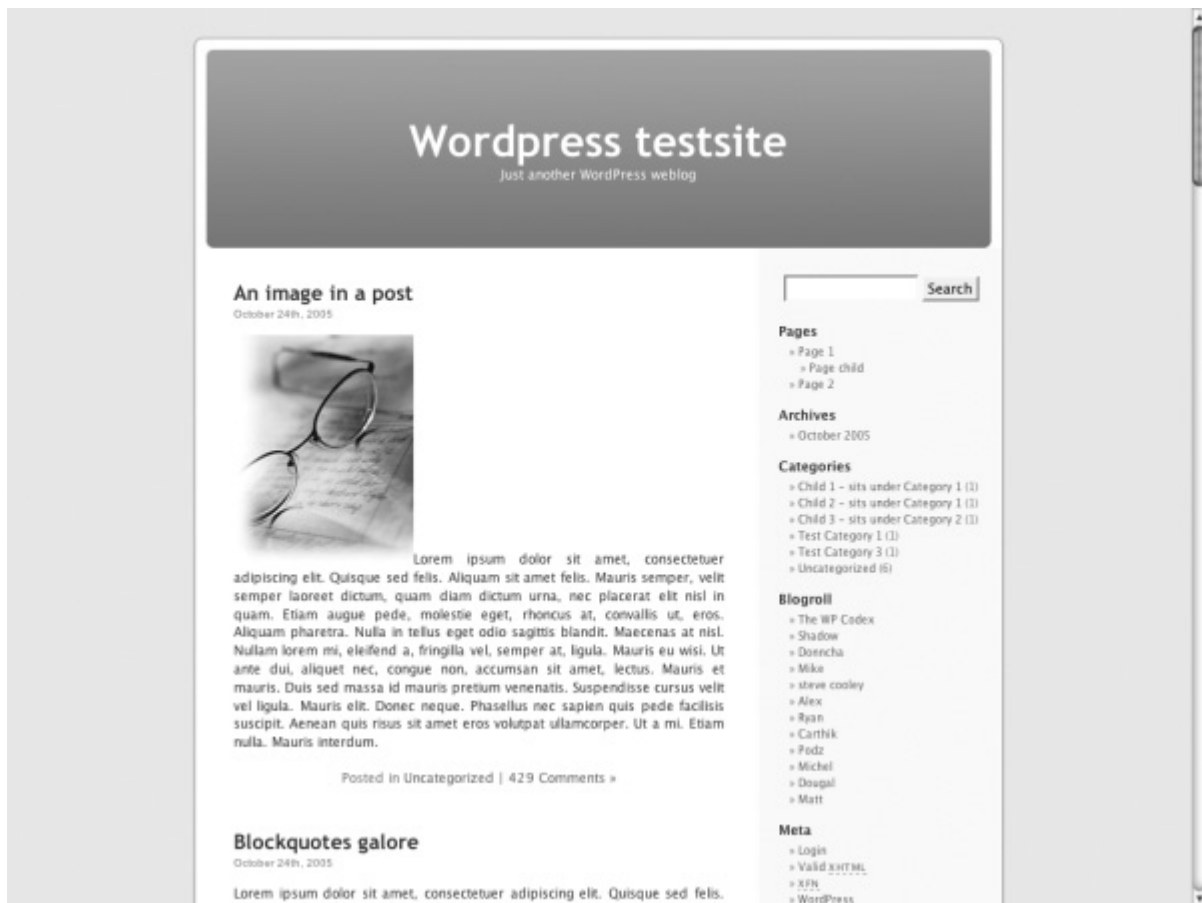 Wordpress testsite
Just another WordPress weblog
An image in a post
October 24th, 2005
Lorem ipsum dolor sit amet, consectetuer
adipiscing elit. Quisque sed felis. Aliquam sit amet felis. Mauris semper, velit
semper laoreet dictum, quam diam dictum urna, nec placerat elit nisl in
quam. Etiam augue pede, molestie eget, rhoncus at, convallis ut, eros.
Aliquam pharetra. Nulla in tellus eget odio sagittis blandit. Maecenas at nisl.
Nullam lorem mi, eleifend a, fringilla vel, semper at, ligula. Mauris eu wisi. Ut
ante dui, aliquet nec, congue non, accumsan sit amet, lectus. Mauris et
mauris. Duis sed massa id mauris pretium venenatis. Suspendisse cursus velit
vel ligula. Mauris elit. Donec neque. Phasellus nec sapien quis pede facilisis
suscipit. Aenean quis risus sit amet eros volutpat ullamcorper. Ut a mi. Etiam
nulla. Mauris interdum.
Posted in Uncategorized | 429 Comments »
Blockquotes galore
October 24th, 2005
Lorem ipsum dolor sit amet, consectetuer adipiscing elit. Quisque sed felis.
Search
Pages
» Page 1
» Page child
» Page 2
Archives
» October 2005
Categories
» Child 1 – sits under Category 1 (1)
» Child 2 – sits under Category 1 (1)
» Child 3 – sits under Category 2 (1)
» Test Category 1 (1)
» Test Category 3 (1)
» Uncategorized (6)
Blogroll
» The WP Codex
» Shadow
» Donncha
» Mike
» steve cooley
» Alex
» Ryan
» Carthik
» Podz
» Michel
» Dougal
» Matt
Meta
» Login
» Valid XHTML
» XFN
» WordPress